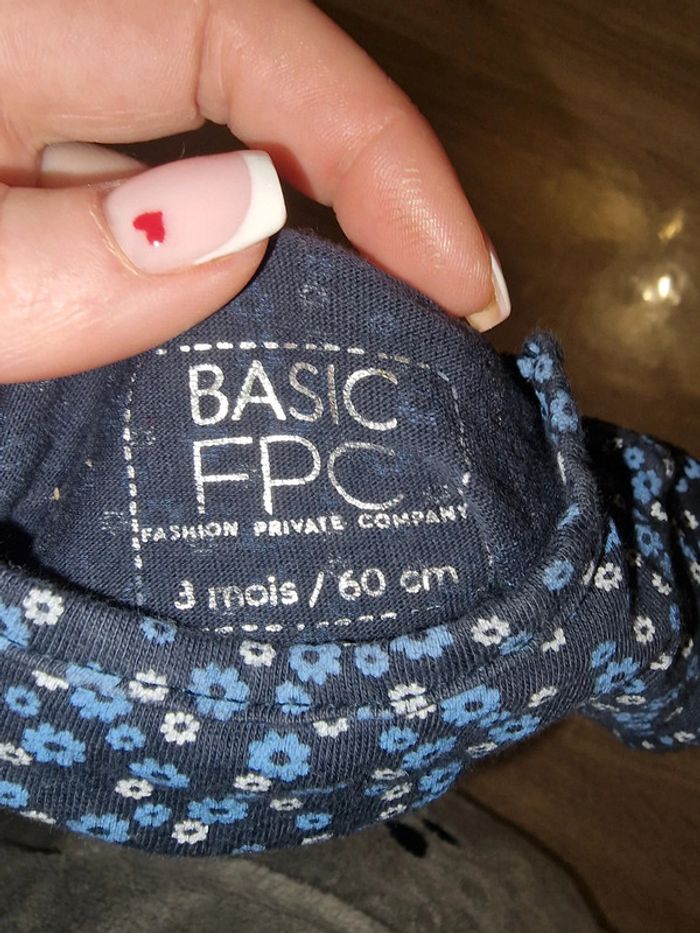 BASIC
FPC
FASHION PRIVATE COMPANY
3 mois / 60 cm